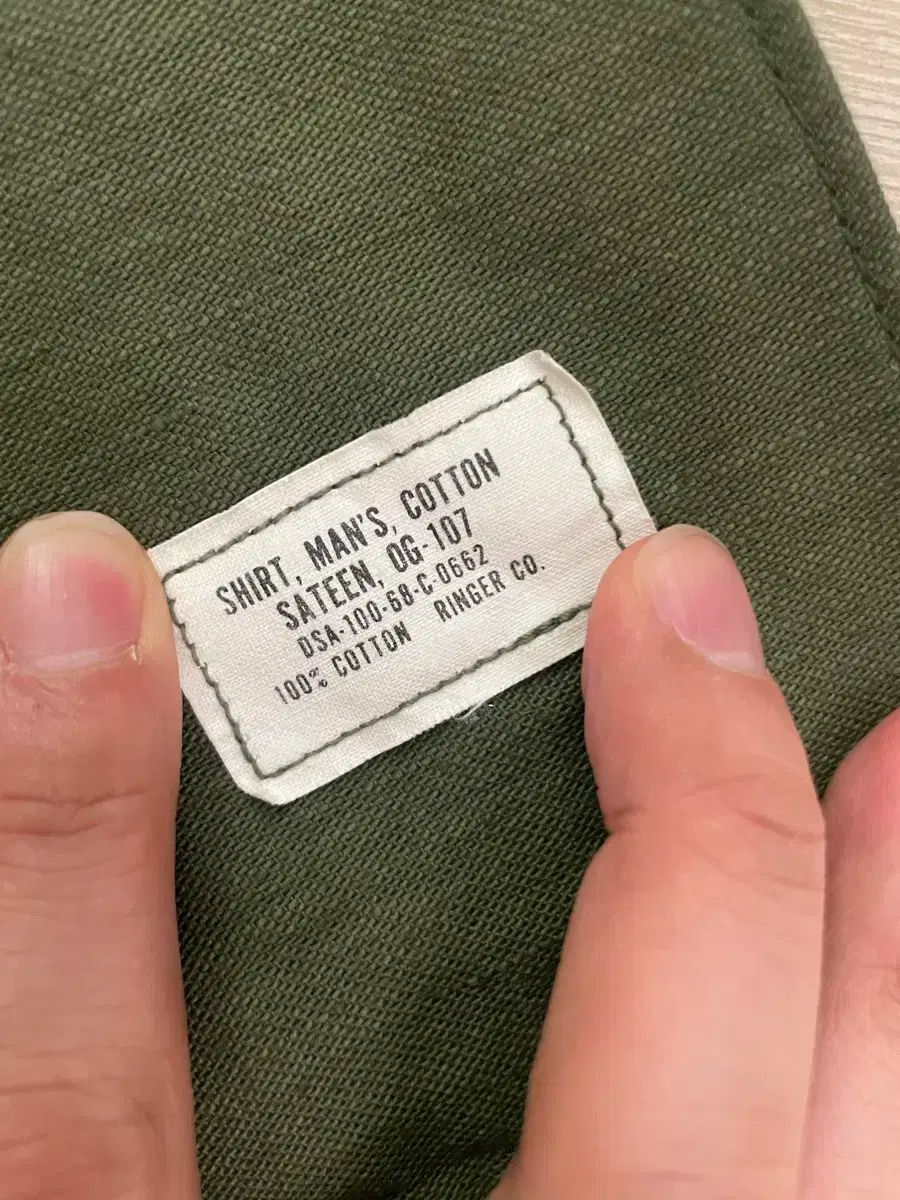 SHIRT, MAN'S, COTTON
SATEEN, OG-107
DSA-100-68-C-0662
100% COTTON RINGER CO.